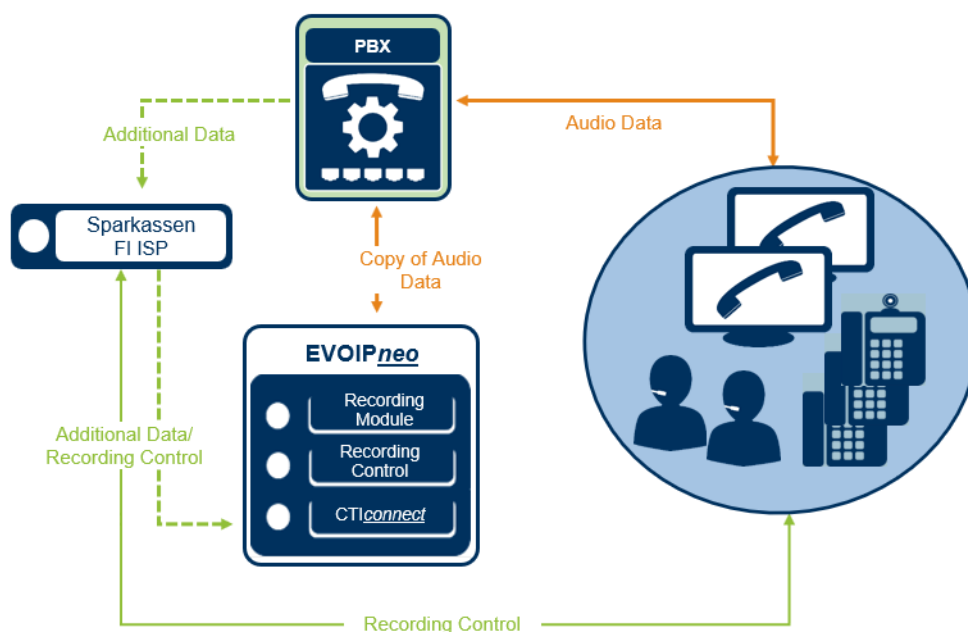 PBX
Additional Data
Audio Data
Sparkassen
FI ISP
Copy of Audio
Data
EVOIPneo
Recording
Module
Additional Data/
Recording Control
Recording
Control
CTIconnect
Recording Control